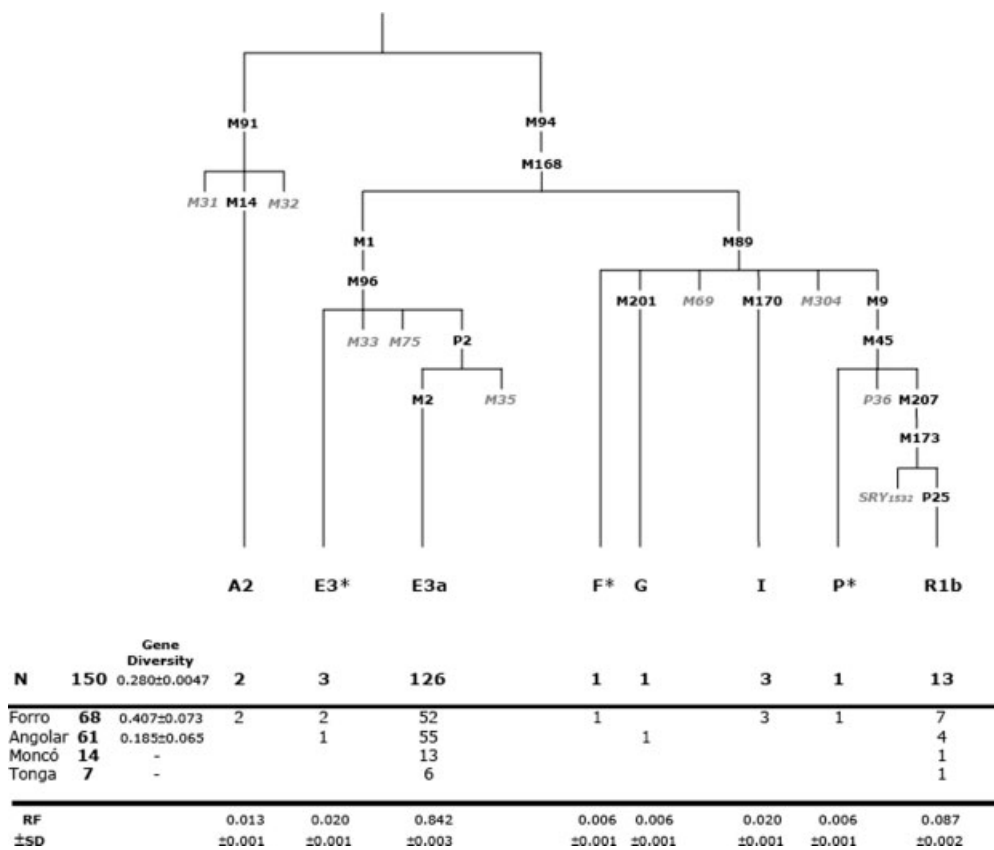 M91 M94
M168
M31 M14 M32
M1 M89
M96
M201 M69 M170 M304 M9
M33 M75 P2 M45
M2 M35 P36 M207
M173
SRY1532 P25
A2 E3* E3a F* G I P* R1b
Gene
Diversity
N 150 0.280±0.0047 2 3 126 1 1 3 1 13
Forro 68 0.407±0.073 2 2 52 1 3 1 7
Angolar 61 0.185±0.065 1 55 1 4
Moncó 14 - 13 1
Tonga 7 - 6 1
RF 0.013 0.020 0.842 0.006 0.006 0.020 0.006 0.087
±SD ±0.001 ±0.001 ±0.003 ±0.001 ±0.001 ±0.001 ±0.001 ±0.002